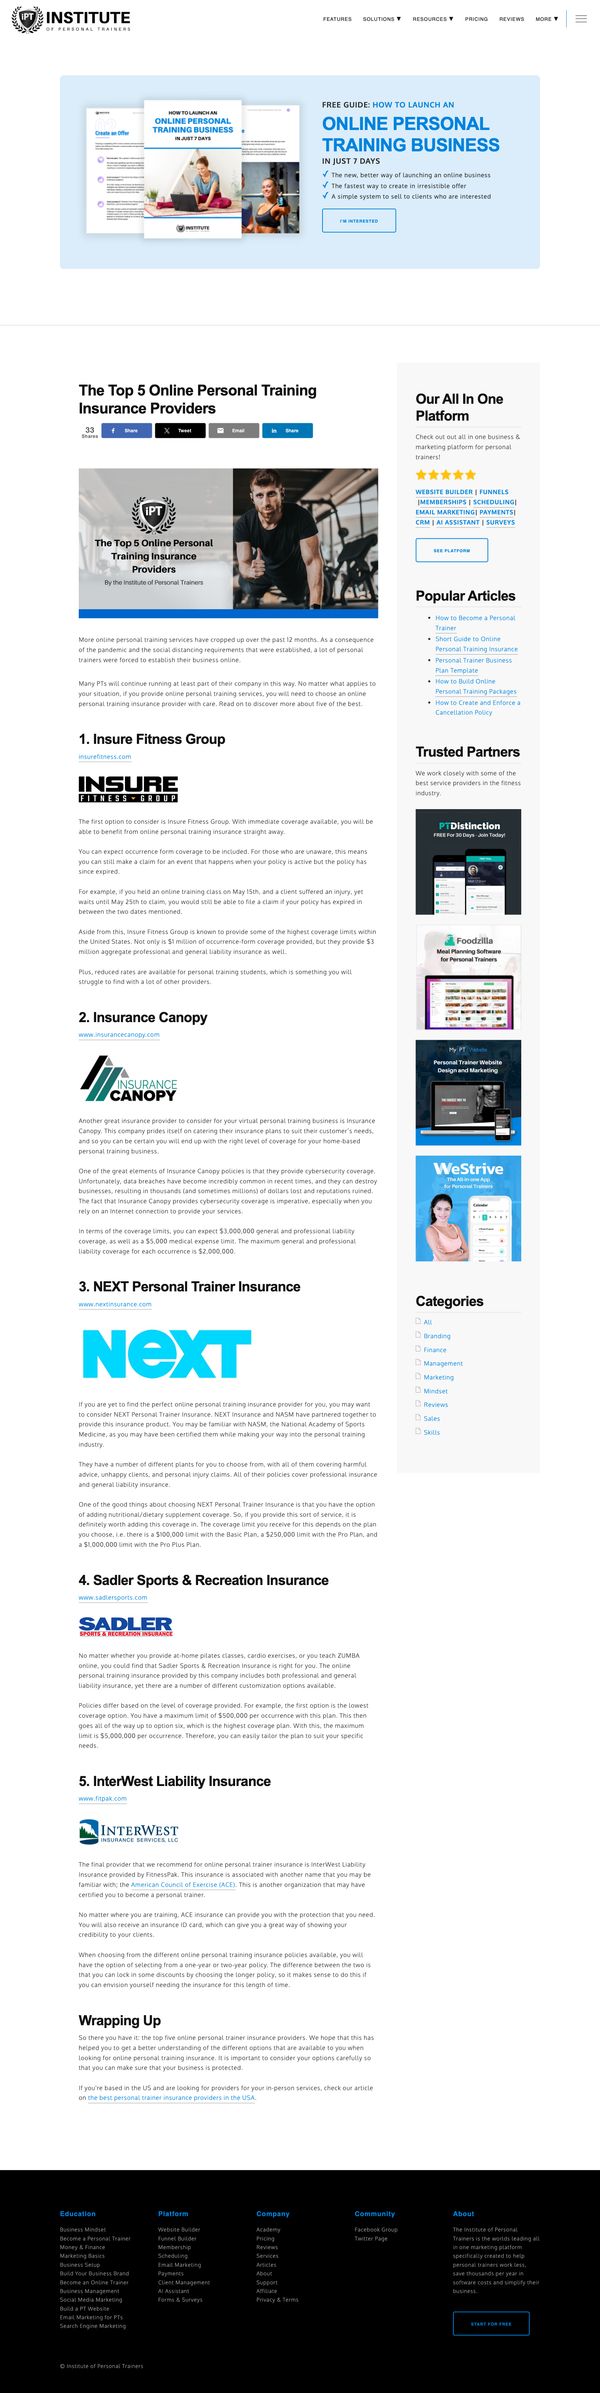 IPT
INSTITUTE
OF PERSONAL TRAINERS
FEATURES
SOLUTIONS ▼
RESOURCES ▼
PRICING
REVIEWS
MORE ▼
INSTITUTE
Create an Offer
HOW TO LAUNCH AN
ONLINE PERSONAL
TRAINING BUSINESS
IN JUST 7 DAYS
INSTITUTE
FREE GUIDE: HOW TO LAUNCH AN
ONLINE PERSONAL
TRAINING BUSINESS
IN JUST 7 DAYS
The new, better way of launching an online business
The fastest way to create in irresistible offer
A simple system to sell to clients who are interested
I'M INTERESTED
The Top 5 Online Personal Training
Insurance Providers
33
Shares
Share
Tweet
Email
Share
IPT
The Top 5 Online Personal
Training Insurance
Providers
By the Institute of Personal Trainers
More online personal training services have cropped up over the past 12 months. As a consequence
of the pandemic and the social distancing requirements that were established, a lot of personal
trainers were forced to establish their business online.
Many PTs will continue running at least part of their company in this way. No matter what applies to
your situation, if you provide online personal training services, you will need to choose an online
personal training insurance provider with care. Read on to discover more about five of the best.
1. Insure Fitness Group
insurefitness.com
INSURE
FITNESS GROUP
The first option to consider is Insure Fitness Group. With immediate coverage available, you will be
able to benefit from online personal training insurance straight away.
You can expect occurrence form coverage to be included. For those who are unaware, this means
you can still make a claim for an event that happens when your policy is active but the policy has
since expired.
For example, if you held an online training class on May 15th, and a client suffered an injury, yet
waits until May 25th to claim, you would still be able to file a claim if your policy has expired in
between the two dates mentioned.
Aside from this, Insure Fitness Group is known to provide some of the highest coverage limits within
the United States. Not only is $1 million of occurrence-form coverage provided, but they provide $3
million aggregate professional and general liability insurance as well.
Plus, reduced rates are available for personal training students, which is something you will
struggle to find with a lot of other providers.
2. Insurance Canopy
www.insurancecanopy.com
INSURANCE
CANOPY
Another great insurance provider to consider for your virtual personal training business is Insurance
Canopy. This company prides itself on catering their insurance plans to suit their customer's needs,
and so you can be certain you will end up with the right level of coverage for your home-based
personal training business.
One of the great elements of Insurance Canopy policies is that they provide cybersecurity coverage.
Unfortunately, data breaches have become incredibly common in recent times, and they can destroy
businesses, resulting in thousands (and sometimes millions) of dollars lost and reputations ruined.
The fact that Insurance Canopy provides cybersecurity coverage is imperative, especially when you
rely on an Internet connection to provide your services.
In terms of the coverage limits, you can expect $3,000,000 general and professional liability
coverage, as well as a $5,000 medical expense limit. The maximum general and professional
liability coverage for each occurrence is $2,000,000.
3. NEXT Personal Trainer Insurance
www.nextinsurance.com
NEXT
If you are yet to find the perfect online personal training insurance provider for you, you may want
to consider NEXT Personal Trainer Insurance. NEXT Insurance and NASM have partnered together to
provide this insurance product. You may be familiar with NASM, the National Academy of Sports
Medicine, as you may have been certified them while making your way into the personal training
industry.
They have a number of different plants for you to choose from, with all of them covering harmful
advice, unhappy clients, and personal injury claims. All of their policies cover professional insurance
and general liability insurance.
One of the good things about choosing NEXT Personal Trainer Insurance is that you have the option
of adding nutritional/dietary supplement coverage. So, if you provide this sort of service, it is
definitely worth adding this coverage in. The coverage limit you receive for this depends on the plan
you choose, i.e. there is a $100,000 limit with the Basic Plan, a $250,000 limit with the Pro Plan, and
a $1,000,000 limit with the Pro Plus Plan.
4. Sadler Sports & Recreation Insurance
www.sadlersports.com
SADLER
SPORTS & RECREATION INSURANCE
No matter whether you provide at-home pilates classes, cardio exercises, or you teach ZUMBA
online, you could find that Sadler Sports & Recreation Insurance is right for you. The online
personal training insurance provided by this company includes both professional and general
liability insurance, yet there are a number of different customization options available.
Policies differ based on the level of coverage provided. For example, the first option is the lowest
coverage option. You have a maximum limit of $500,000 per occurrence with this plan. This then
goes all of the way up to option six, which is the highest coverage plan. With this, the maximum
limit is $5,000,000 per occurrence. Therefore, you can easily tailor the plan to suit your specific
needs.
5. InterWest Liability Insurance
www.fitpak.com
INTERWEST
INSURANCE SERVICES, LLC
The final provider that we recommend for online personal trainer insurance is InterWest Liability
Insurance provided by FitnessPak. This insurance is associated with another name that you may be
familiar with; the American Council of Exercise (ACE). This is another organization that may have
certified you to become a personal trainer.
No matter where you are training, ACE insurance can provide you with the protection that you need.
You will also receive an insurance ID card, which can give you a great way of showing your
credibility to your clients.
When choosing from the different online personal training insurance policies available, you will
have the option of selecting from a one-year or two-year policy. The difference between the two is
that you can lock in some discounts by choosing the longer policy, so it makes sense to do this if
you can envision yourself needing the insurance for this length of time.
Wrapping Up
So there you have it: the top five online personal trainer insurance providers. We hope that this has
helped you to get a better understanding of the different options that are available to you when
looking for online personal training insurance. It is important to consider your options carefully so
that you can make sure that your business is protected.
If you're based in the US and are looking for providers for your in-person services, check our article
on the best personal trainer insurance providers in the USA.
Our All In One
Platform
Check out out all in one business &
marketing platform for personal
trainers!
WEBSITE BUILDER | FUNNELS
|MEMBERSHIPS | SCHEDULING|
EMAIL MARKETING| PAYMENTS|
CRM | AI ASSISTANT | SURVEYS
SEE PLATFORM
Popular Articles
How to Become a Personal
Trainer
Short Guide to Online
Personal Training Insurance
Personal Trainer Business
Plan Template
How to Build Online
Personal Training Packages
How to Create and Enforce a
Cancellation Policy
Trusted Partners
We work closely with some of the
best service providers in the fitness
industry.
PTDistinction
FREE For 30 Days - Join Today!
Foodzilla
Meal Planning Software
for Personal Trainers
My PT Website
Personal Trainer Website
Design and Marketing
WeStrive
The All-in-One App
for Personal Trainers
Calendar
Categories
All
Branding
Finance
Management
Marketing
Mindset
Reviews
Sales
Skills
Education
Business Mindset
Become a Personal Trainer
Money & Finance
Marketing Basics
Business Setup
Build Your Business Brand
Become an Online Trainer
Business Management
Social Media Marketing
Build a PT Website
Email Marketing for PTs
Search Engine Marketing
Platform
Website Builder
Funnel Builder
Membership
Scheduling
Email Marketing
Payments
Client Management
AI Assistant
Forms & Surveys
Company
Academy
Pricing
Reviews
Services
Articles
About
Support
Affiliate
Privacy & Terms
Community
Facebook Group
Twitter Page
About
The Institute of Personal
Trainers is the worlds leading all
in one marketing platform
specifically created to help
personal trainers work less,
save thousands per year in
software costs and simplify their
business.
START FOR FREE
© Institute of Personal Trainers